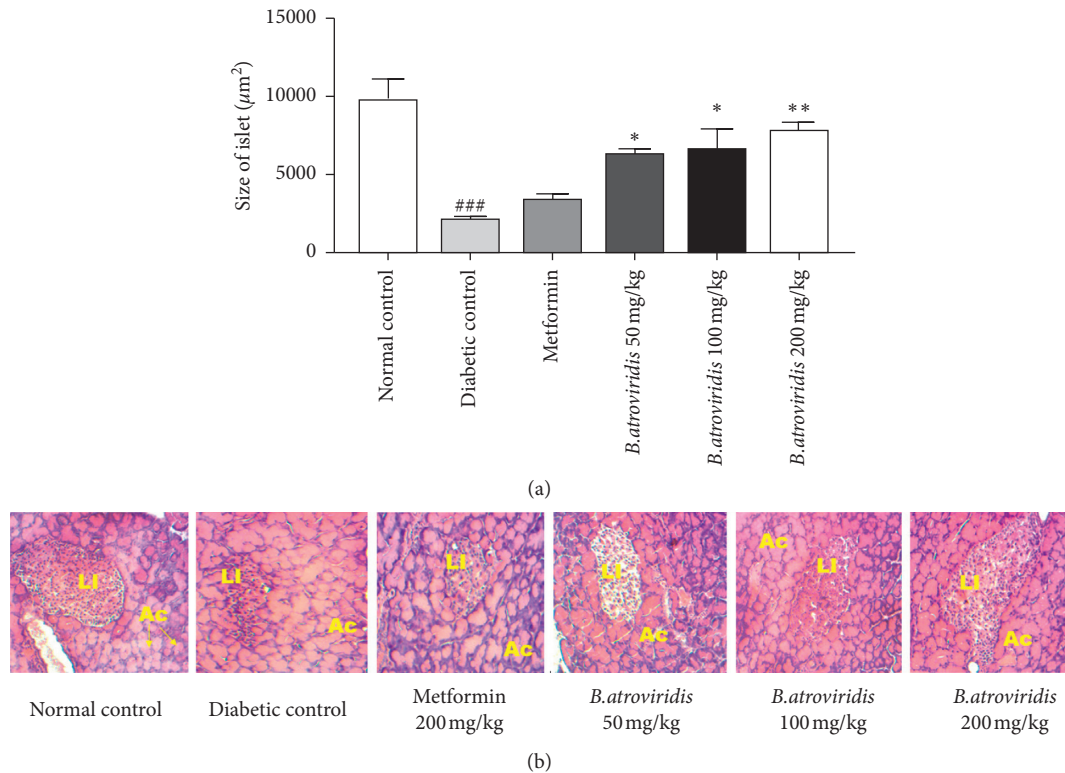 15000
10000
5000
0
Size of islet (µm²)
###
*
*
**
Normal control
Diabetic control
Metformin
B.atroviridis 50 mg/kg
B.atroviridis 100 mg/kg
B.atroviridis 200 mg/kg
(a)
LI
Ac
LI
Ac
LI
Ac
LI
Ac
Ac
LI
LI
Ac
Normal control
Diabetic control
Metformin
200 mg/kg
B.atroviridis
50 mg/kg
B.atroviridis
100 mg/kg
B.atroviridis
200 mg/kg
(b)